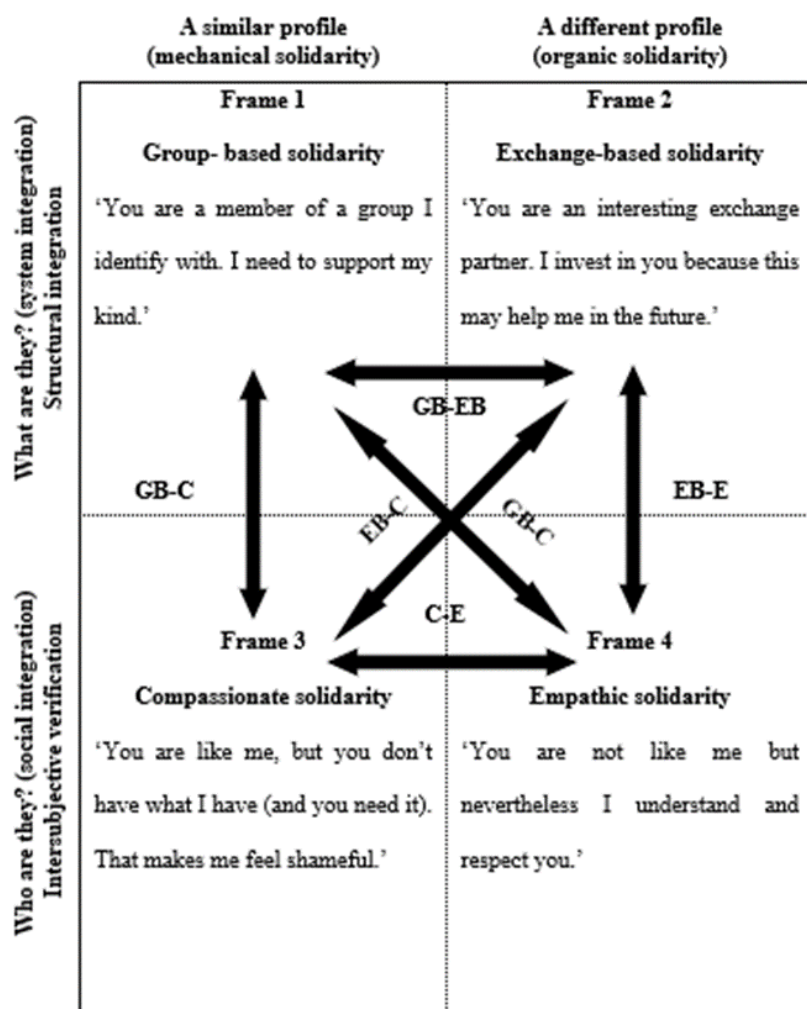 A similar profile
(mechanical solidarity)
A different profile
(organic solidarity)
What are they? (system integration)
Structural integration
Frame 1
Group- based solidarity
‘You are a member of a group I
identify with. I need to support my
kind.’
Frame 2
Exchange-based solidarity
‘You are an interesting exchange
partner. I invest in you because this
may help me in the future.’
GB-EB
GB-C
EB-C
GB-C
EB-E
C-E
Who are they? (social integration)
Intersubjective verification
Frame 3
Compassionate solidarity
‘You are like me, but you don’t
have what I have (and you need it).
That makes me feel shameful.’
Frame 4
Empathic solidarity
‘You are not like me but
nevertheless I understand and
respect you.’